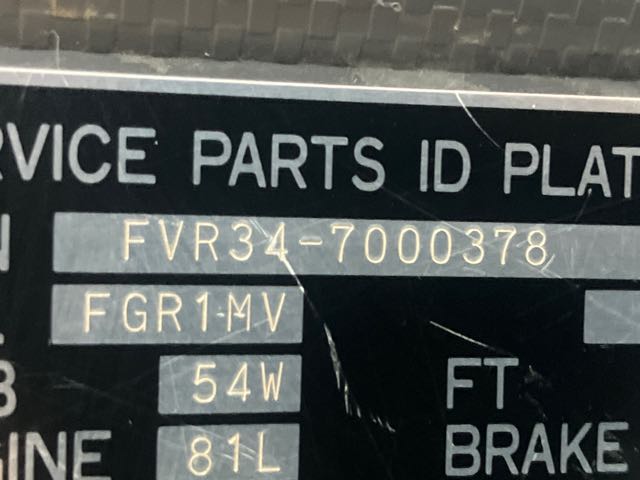 RVICE PARTS ID PLAT
N FVR34-7000378
FGR1MV
B 54W FT
GINE 81L BRAKE